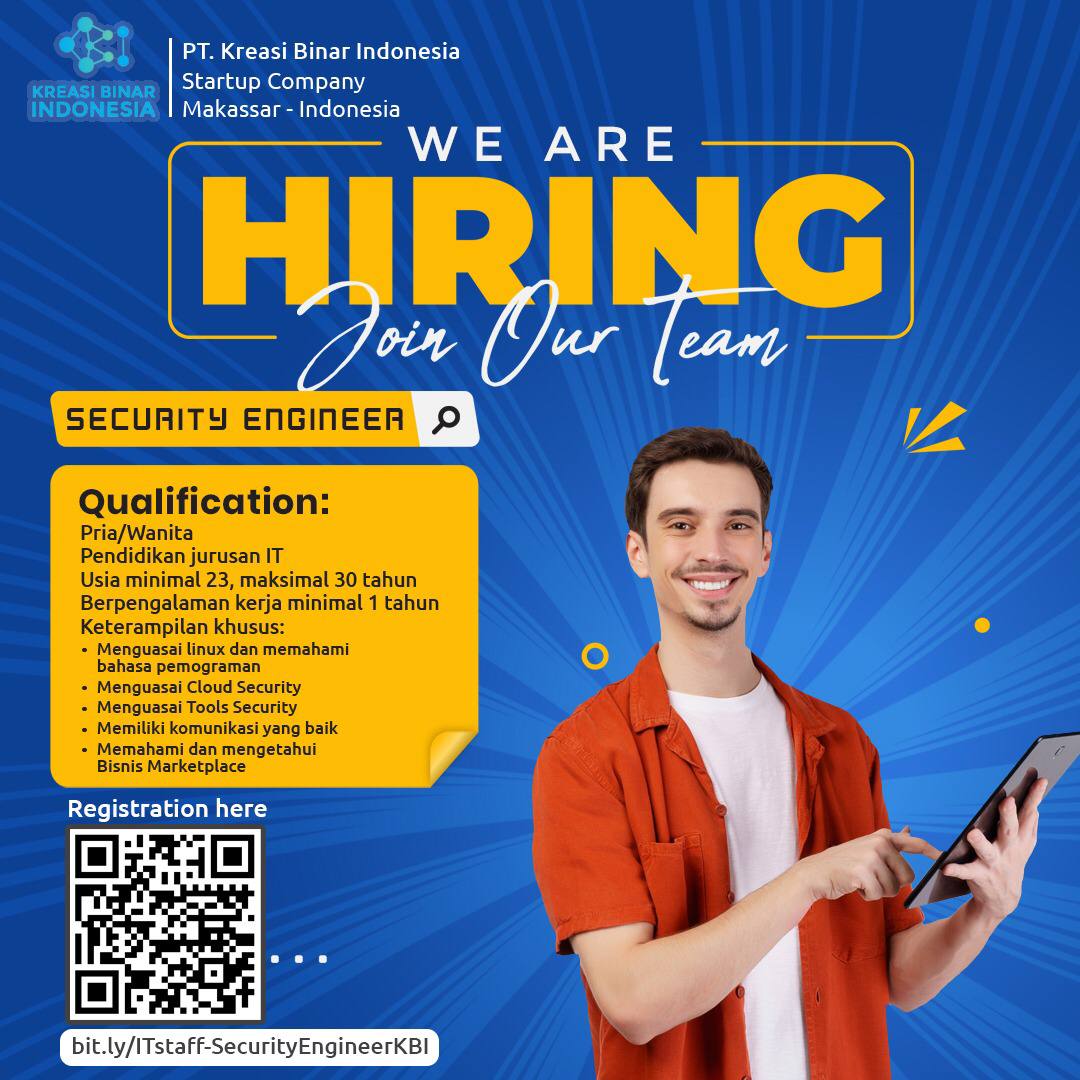 KREASI BINAR
INDONESIA
PT. Kreasi Binar Indonesia
Startup Company
Makassar - Indonesia
WE ARE
HIRING
Join Our Team
SECURITY ENGINEER
Qualification:
Pria/Wanita
Pendidikan jurusan IT
Usia minimal 23, maksimal 30 tahun
Berpengalaman kerja minimal 1 tahun
Keterampilan khusus:
• Menguasai linux dan memahami
bahasa pemograman
• Menguasai Cloud Security
• Menguasai Tools Security
• Memiliki komunikasi yang baik
• Memahami dan mengetahui
Bisnis Marketplace
Registration here
bit.ly/ITstaff-SecurityEngineerKBI